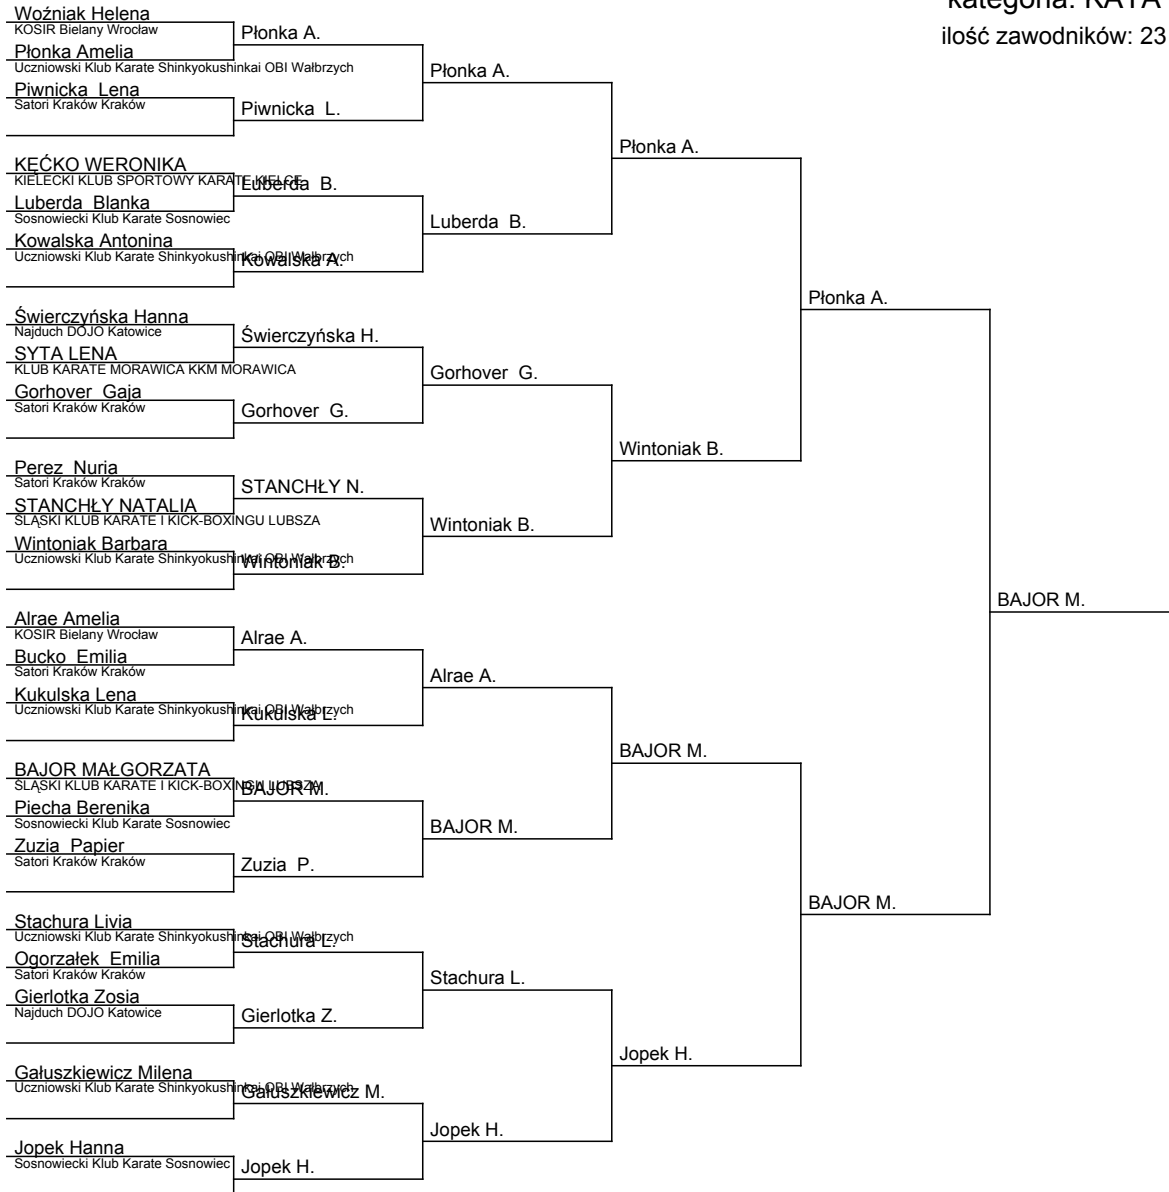 kategoria: KATA
ilość zawodników: 23
Woźniak Helena
KOSIR Bielany Wrocław
Płonka Amelia
Uczniowski Klub Karate Shinkyokushinkai OBI Wałbrzych
Piwnicka Lena
Satori Kraków Kraków
KĘĆKO WERONIKA
KIELECKI KLUB SPORTOWY KARATE KIELCE
Luberda Blanka
Sosnowiecki Klub Karate Sosnowiec
Kowalska Antonina
Uczniowski Klub Karate Shinkyokushinkai OBI Wałbrzych
Świerczyńska Hanna
Najduch DOJO Katowice
SYTA LENA
KLUB KARATE MORAWICA KKM MORAWICA
Gorhover Gaja
Satori Kraków Kraków
Perez Nuria
Satori Kraków Kraków
STANCHŁY NATALIA
ŚLĄSKI KLUB KARATE I KICK-BOXINGU LUBSZA
Wintoniak Barbara
Uczniowski Klub Karate Shinkyokushinkai OBI Wałbrzych
Alrae Amelia
KOSIR Bielany Wrocław
Bucko Emilia
Satori Kraków Kraków
Kukulska Lena
Uczniowski Klub Karate Shinkyokushinkai OBI Wałbrzych
BAJOR MAŁGORZATA
ŚLĄSKI KLUB KARATE I KICK-BOXINGU LUBSZA
Piecha Berenika
Sosnowiecki Klub Karate Sosnowiec
Zuzia Papier
Satori Kraków Kraków
Stachura Livia
Uczniowski Klub Karate Shinkyokushinkai OBI Wałbrzych
Ogorzałek Emilia
Satori Kraków Kraków
Gierlotka Zosia
Najduch DOJO Katowice
Gałuszkiewicz Milena
Uczniowski Klub Karate Shinkyokushinkai OBI Wałbrzych
Jopek Hanna
Sosnowiecki Klub Karate Sosnowiec
Płonka A.
Piwnicka L.
Luberda B.
Kowalska A.
Świerczyńska H.
Gorhover G.
STANCHŁY N.
Wintoniak B.
Alrae A.
Kukulska L.
BAJOR M.
Zuzia P.
Stachura L.
Gierlotka Z.
Gałuszkiewicz M.
Jopek H.
Płonka A.
Luberda B.
Gorhover G.
Wintoniak B.
Alrae A.
BAJOR M.
Stachura L.
Jopek H.
Płonka A.
Wintoniak B.
BAJOR M.
Jopek H.
Płonka A.
BAJOR M.
BAJOR M.